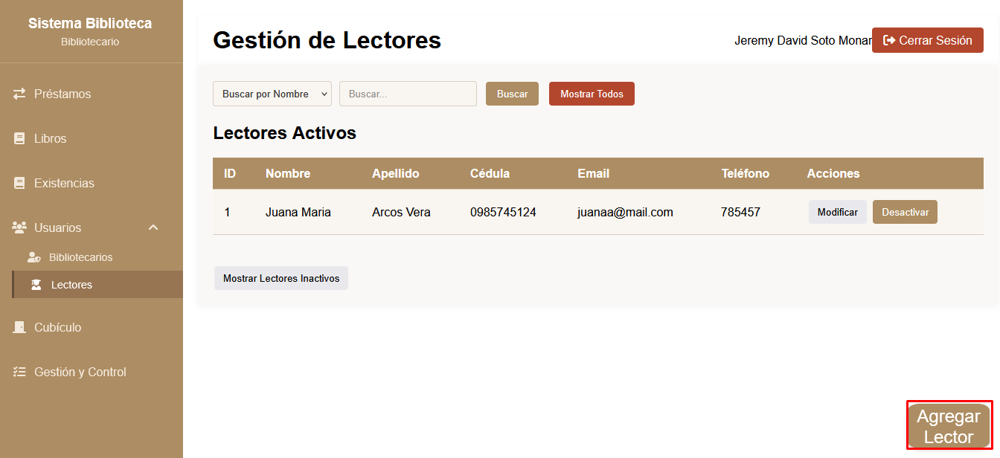 Sistema Biblioteca
Bibliotecario
Préstamos
Libros
Existencias
Usuarios
Bibliotecarios
Lectores
Cubículo
Gestión y Control
Gestión de Lectores
Jeremy David Soto Monar
Cerrar Sesión
Buscar por Nombre Buscar... Buscar Mostrar Todos
Lectores Activos
ID Nombre Apellido Cédula Email Teléfono Acciones
1 Juana Maria Arcos Vera 0985745124 juanaa@mail.com 785457 Modificar Desactivar
Mostrar Lectores Inactivos
Agregar
Lector